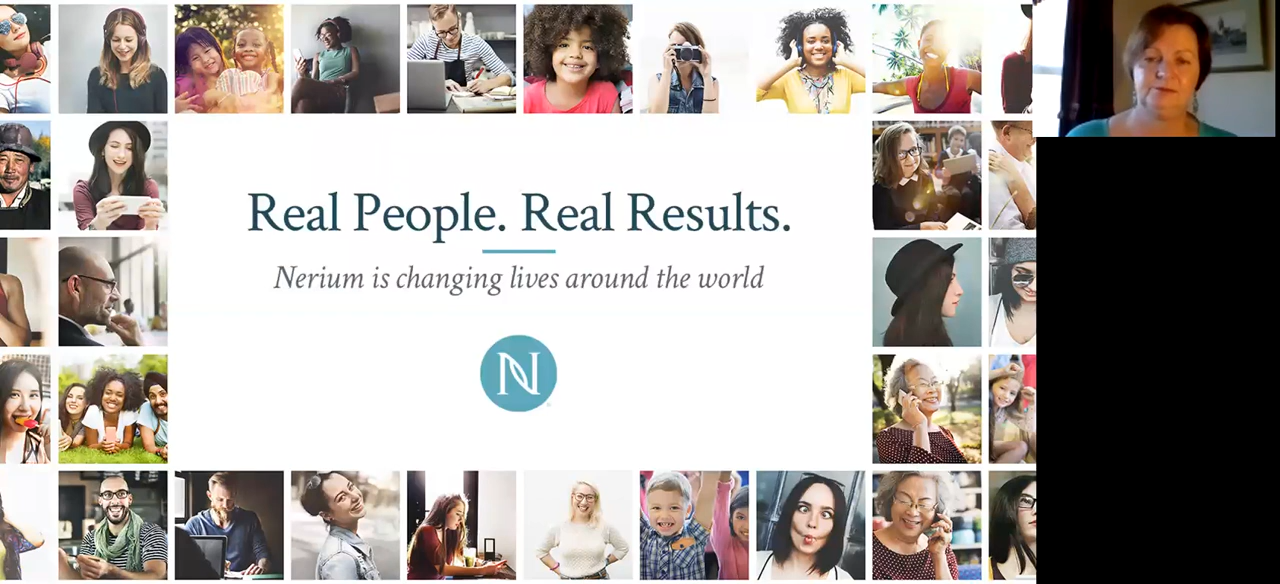 Real People. Real Results.
Nerium is changing lives around the world
N